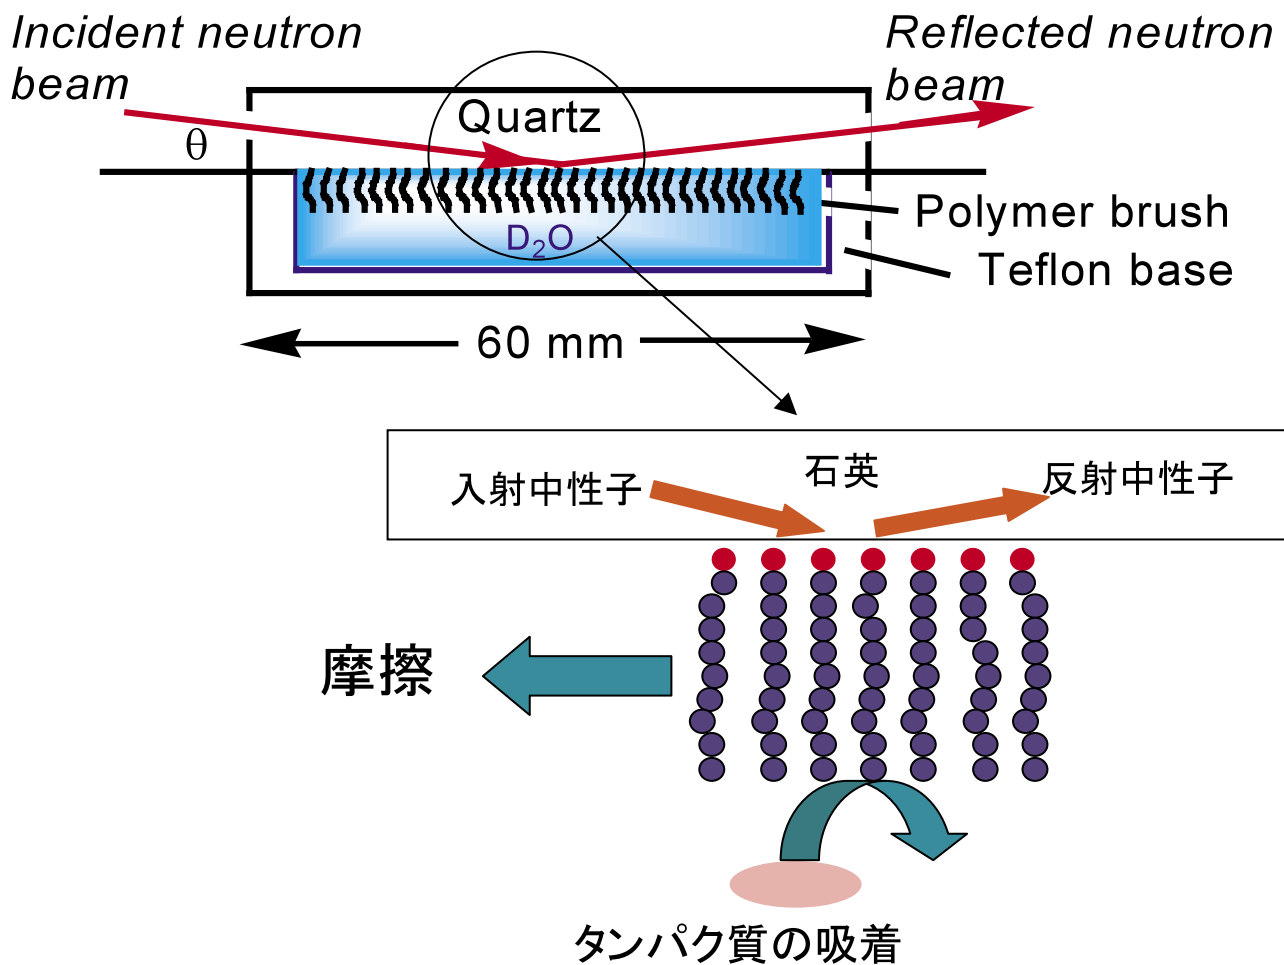 Incident neutron
beam
Reflected neutron
beam
Quartz
θ
D₂O
Polymer brush
Teflon base
60 mm
入射中性子
石英
反射中性子
摩擦
タンパク質の吸着